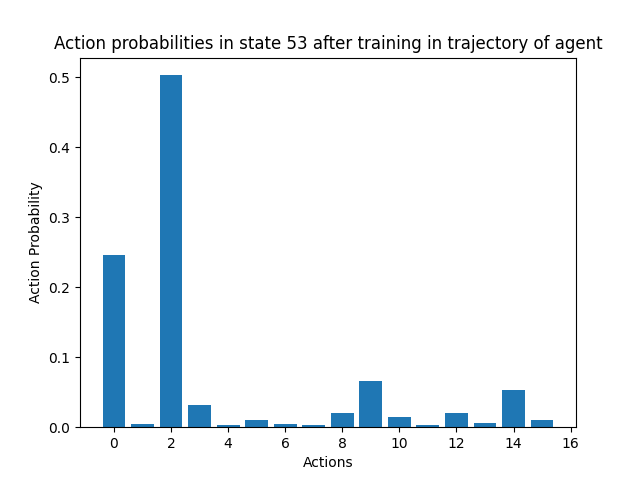 Action probabilities in state 53 after training in trajectory of agent
0.5
0.4
0.3
0.2
0.1
0.0
Action Probability
0 2 4 6 8 10 12 14 16
Actions